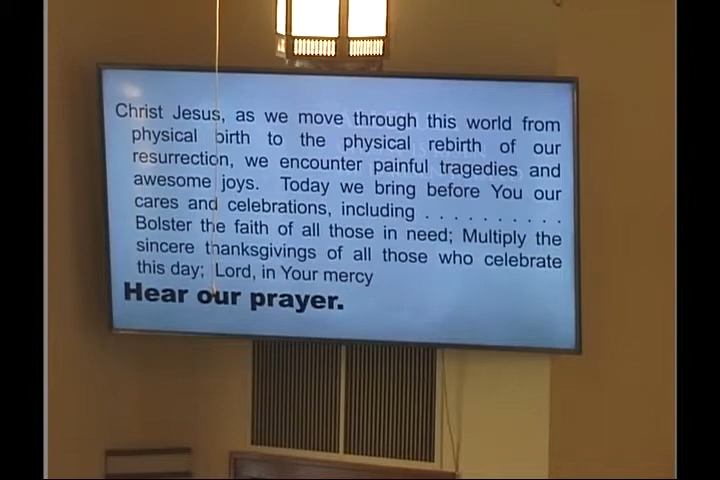 Christ Jesus, as we move through this world from
physical birth to the physical rebirth of our
resurrection, we encounter painful tragedies and
awesome joys. Today we bring before You our
cares and celebrations, including . . . . . . . . . .
Bolster the faith of all those in need; Multiply the
sincere thanksgivings of all those who celebrate
this day; Lord, in Your mercy
Hear our prayer.